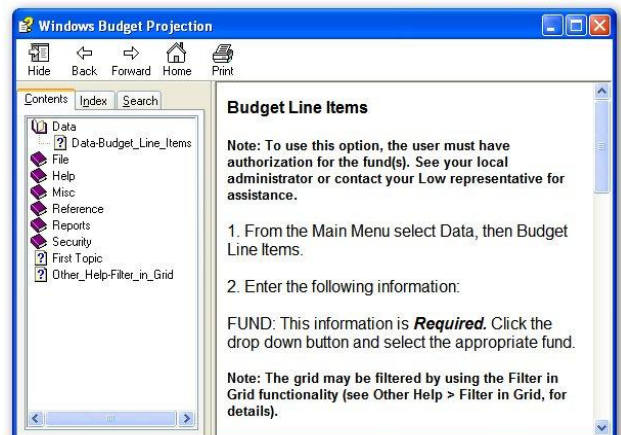 Windows Budget Projection
Hide Back Forward Home Print
Contents Index Search
Data
Data-Budget_Line_Items
File
Help
Misc
Reference
Reports
Security
First Topic
Other_Help-Filter_in_Grid
Budget Line Items
Note: To use this option, the user must have
authorization for the fund(s). See your local
administrator or contact your Low representative for
assistance.
1. From the Main Menu select Data, then Budget
Line Items.
2. Enter the following information:
FUND: This information is Required. Click the
drop down button and select the appropriate fund.
Note: The grid may be filtered by using the Filter in
Grid functionality (see Other Help > Filter in Grid, for
details).